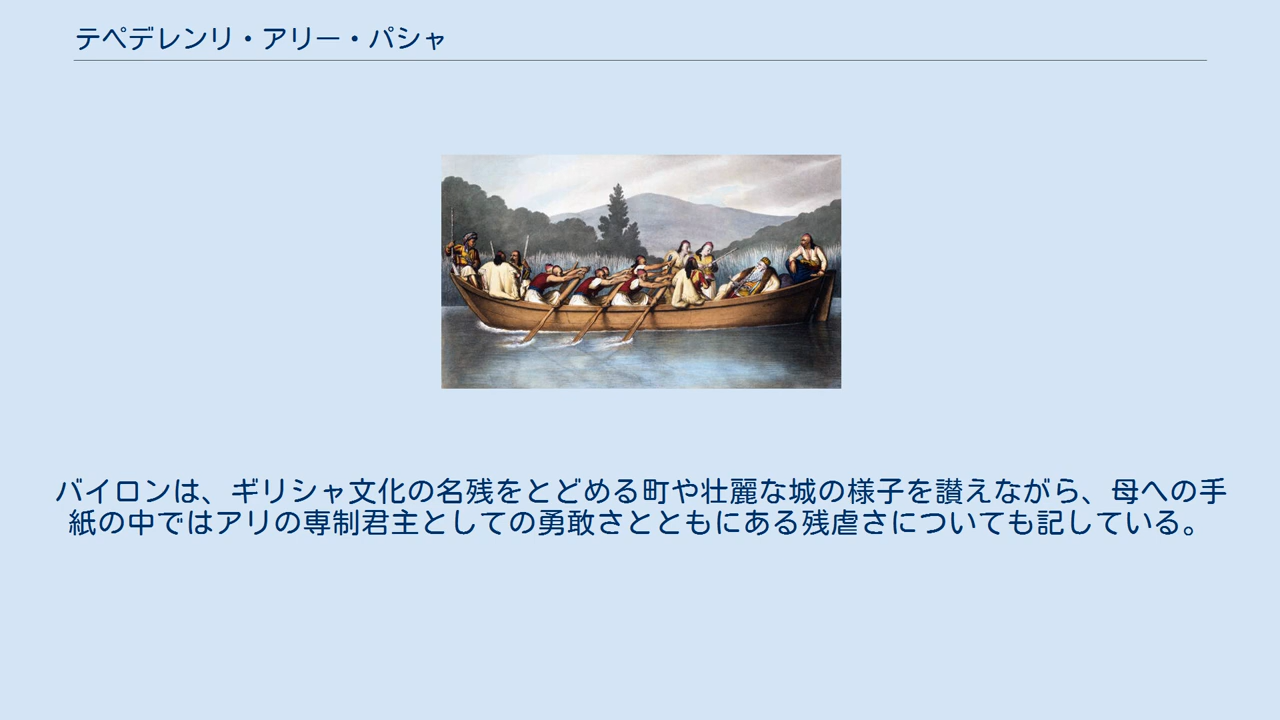 テペデレンリ・アリー・パシャ
バイロンは、ギリシャ文化の名残をとどめる町や壮麗な城の様子を讃えながら、母への手
紙の中ではアリの専制君主としての勇敢さとともにある残虐さについても記している。